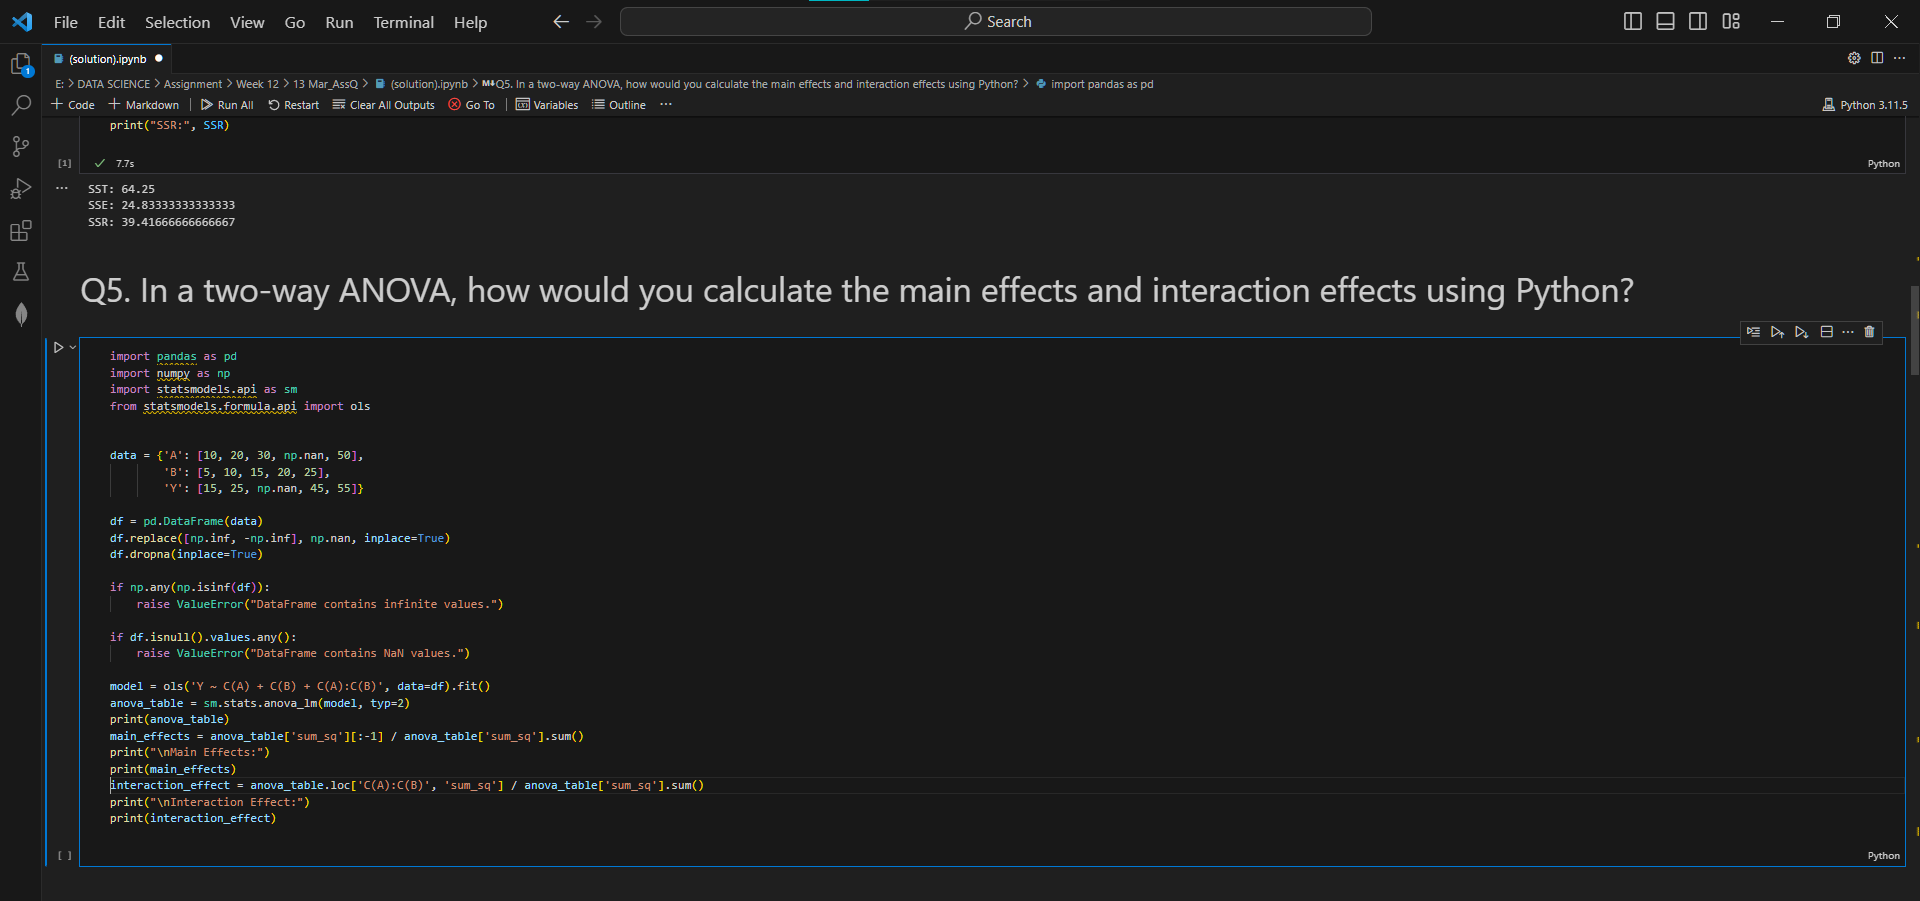 File Edit Selection View Go Run Terminal Help
Search
(solution).ipynb
E: > DATA SCIENCE > Assignment > Week 12 > 13 Mar_AssQ > (solution).ipynb > M↓Q5. In a two-way ANOVA, how would you calculate the main effects and interaction effects using Python? > import pandas as pd
Code Markdown Run All Restart Clear All Outputs Go To Variables Outline ...
Python 3.11.5
print("SSR:", SSR)
[1] 7.7s
Python
SST: 64.25
SSE: 24.83333333333333
SSR: 39.41666666666667
Q5. In a two-way ANOVA, how would you calculate the main effects and interaction effects using Python?
import pandas as pd
import numpy as np
import statsmodels.api as sm
from statsmodels.formula.api import ols
data = {'A': [10, 20, 30, np.nan, 50],
'B': [5, 10, 15, 20, 25],
'Y': [15, 25, np.nan, 45, 55]}
df = pd.DataFrame(data)
df.replace([np.inf, -np.inf], np.nan, inplace=True)
df.dropna(inplace=True)
if np.any(np.isinf(df)):
raise ValueError("DataFrame contains infinite values.")
if df.isnull().values.any():
raise ValueError("DataFrame contains NaN values.")
model = ols('Y ~ C(A) + C(B) + C(A):C(B)', data=df).fit()
anova_table = sm.stats.anova_lm(model, typ=2)
print(anova_table)
main_effects = anova_table['sum_sq'][:-1] / anova_table['sum_sq'].sum()
print("\nMain Effects:")
print(main_effects)
interaction_effect = anova_table.loc['C(A):C(B)', 'sum_sq'] / anova_table['sum_sq'].sum()
print("\nInteraction Effect:")
print(interaction_effect)
[ ]
Python